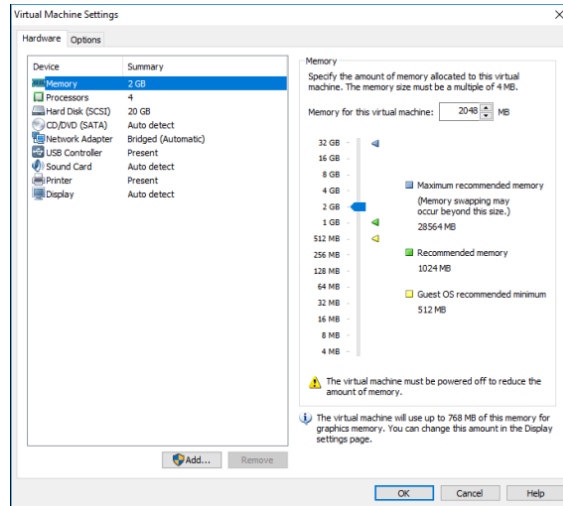 Virtual Machine Settings
Hardware Options
Device Summary
Memory 2 GB
Processors 4
Hard Disk (SCSI) 20 GB
CD/DVD (SATA) Auto detect
Network Adapter Bridged (Automatic)
USB Controller Present
Sound Card Auto detect
Printer Present
Display Auto detect
Add... Remove
Memory
Specify the amount of memory allocated to this virtual
machine. The memory size must be a multiple of 4 MB.
Memory for this virtual machine: 2048 MB
32 GB
16 GB
8 GB
4 GB
2 GB
1 GB
512 MB
256 MB
128 MB
64 MB
32 MB
16 MB
8 MB
4 MB
Maximum recommended memory
(Memory swapping may
occur beyond this size.)
28564 MB
Recommended memory
1024 MB
Guest OS recommended minimum
512 MB
The virtual machine must be powered off to reduce the
amount of memory.
The virtual machine will use up to 768 MB of this memory for
graphics memory. You can change this amount in the Display
settings page.
OK Cancel Help